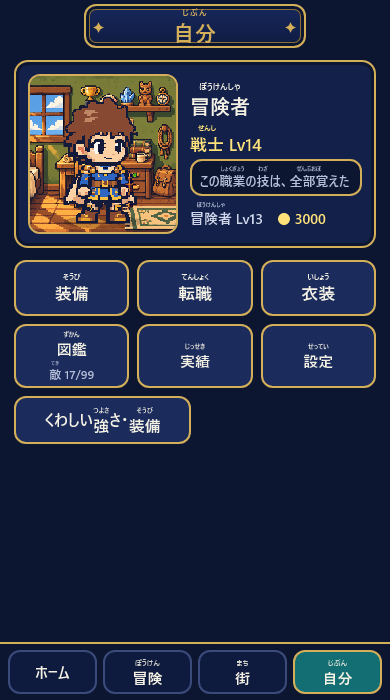 じぶん
自分
ぼうけんしゃ
冒険者
せんし
戦士 Lv14
しょくぎょう わざ ぜんぶおぼ
この職業の技は、全部覚えた
ぼうけんしゃ
冒険者 Lv13 3000
そうび てんしょく いしょう
装備 転職 衣装
ずかん じっせき せってい
図鑑 実績 設定
てき
敵 17/99
つよさ そうび
くわしい強さ・装備
ぼうけん まち じぶん
ホーム 冒険 街 自分